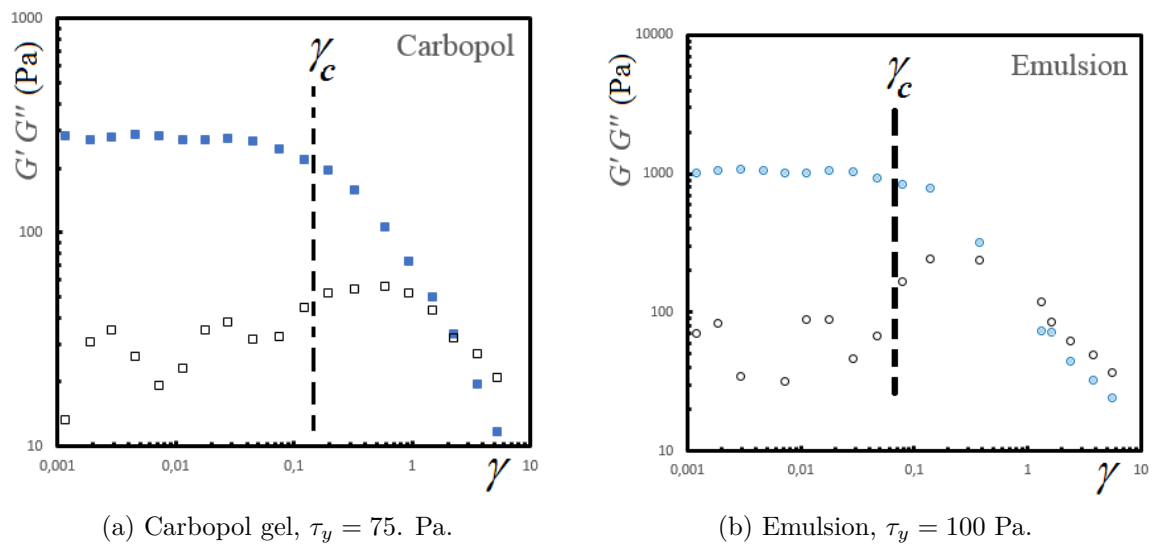 1000
G′ G″ (Pa)
Carbopol
γc
100
10
0,001
0,01
0,1
1
10
γ
(a) Carbopol gel, τy = 75. Pa.
10000
G′ G″ (Pa)
Emulsion
γc
1000
100
10
0,001
0,01
0,1
1
10
γ
(b) Emulsion, τy = 100 Pa.